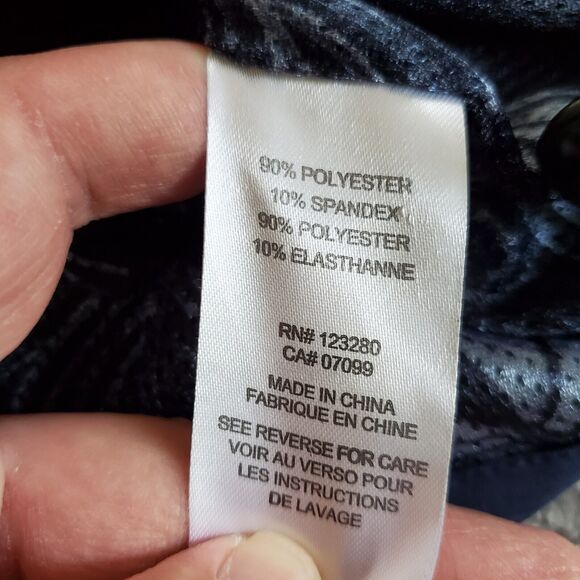 90% POLYESTER
10% SPANDEX
90% POLYESTER
10% ELASTHANNE
RN# 123280
CA# 07099
MADE IN CHINA
FABRIQUE EN CHINE
SEE REVERSE FOR CARE
VOIR AU VERSO POUR
LES INSTRUCTIONS
DE LAVAGE